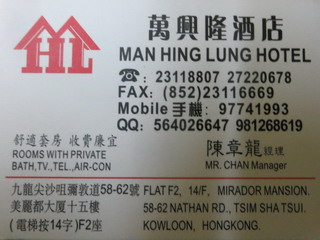 萬興隆酒店
MAN HING LUNG HOTEL
☎: 23118807 27220678
FAX: (852)23116669
Mobile 手機: 97741993
QQ: 564026647 981268619
舒適套房 收費廉宜
ROOMS WITH PRIVATE
BATH,TV.,TEL.,AIR-CON
陳章龍經理
MR. CHAN Manager
九龍尖沙咀彌敦道58-62號 FLAT F2, 14/F, MIRADOR MANSION.
美麗都大厦十五樓 58-62 NATHAN RD., TSIM SHA TSUI.
(電梯按14字)F2座 KOWLOON, HONGKONG.